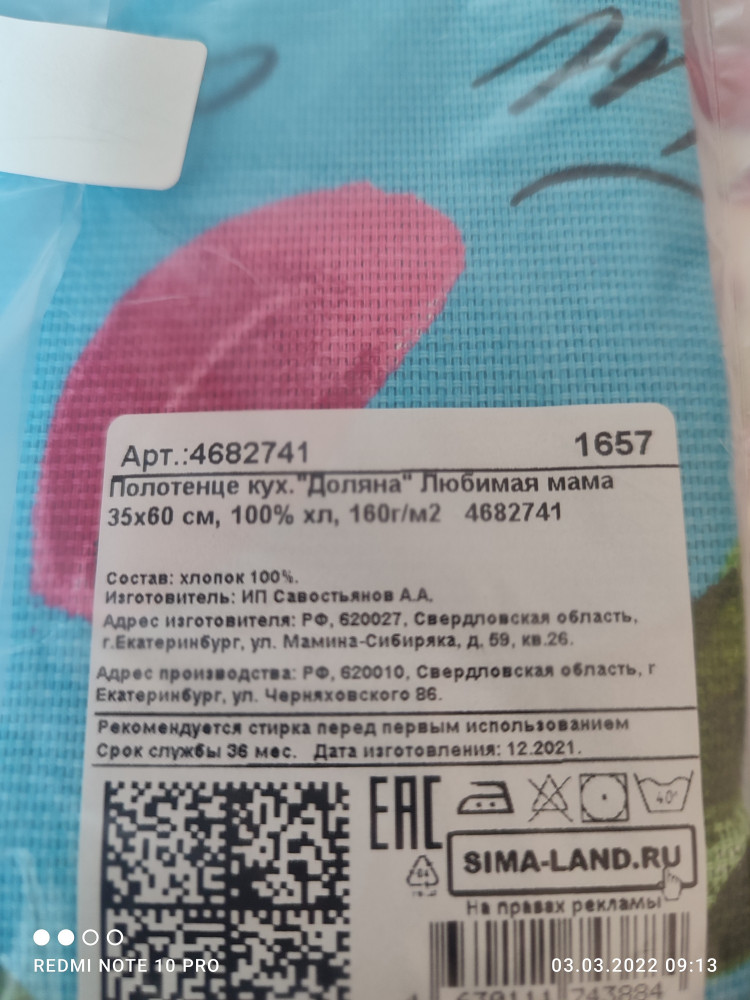 Арт.:4682741
1657
Полотенце кух."Доляна" Любимая мама
35х60 см, 100% хл, 160г/м2 4682741
Состав: хлопок 100%.
Изготовитель: ИП Савостьянов А.А.
Адрес изготовителя: РФ, 620027, Свердловская область,
г.Екатеринбург, ул. Мамина-Сибиряка, д. 59, кв.26.
Адрес производства: РФ, 620010, Свердловская область, г
Екатеринбург, ул. Черняховского 86.
Рекомендуется стирка перед первым использованием
Срок службы 36 мес. Дата изготовления: 12.2021.
EAC
40°
SIMA-LAND.RU
На правах рекламы
REDMI NOTE 10 PRO
03.03.2022 09:13